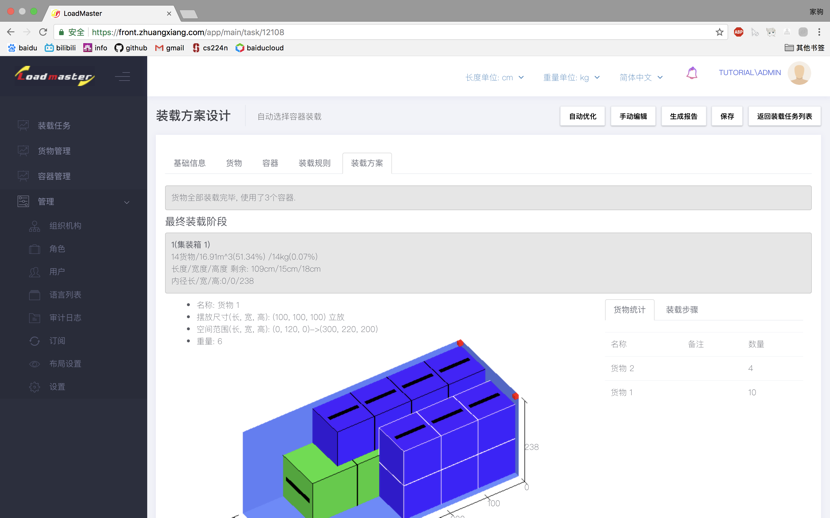 LoadMaster
家驹
安全 https://front.zhuangxiang.com/app/main/task/12108
ABP
baidu bilibili info github gmail cs224n baiducloud 其他书签
Loadmaster
长度单位: cm 重量单位: kg 简体中文 TUTORIAL\ADMIN
装载方案设计 自动选择容器装载
自动优化 手动编辑 生成报告 保存 返回装载任务列表
装载任务
货物管理
容器管理
管理
组织机构
角色
用户
语言列表
审计日志
订阅
布局设置
设置
基础信息 货物 容器 装载规则 装载方案
货物全部装载完毕, 使用了3个容器.
最终装载阶段
1(集装箱 1)
14货物/16.91m^3(51.34%) /14kg(0.07%)
长度/宽度/高度 剩余: 109cm/15cm/18cm
内径长/宽/高:0/0/238
名称: 货物 1
摆放尺寸(长, 宽, 高): (100, 100, 100) 立放
空间范围(长, 宽, 高): (0, 120, 0)->(300, 220, 200)
重量: 6
238
0
100
货物统计 装载步骤
名称 备注 数量
货物 2 4
货物 1 10